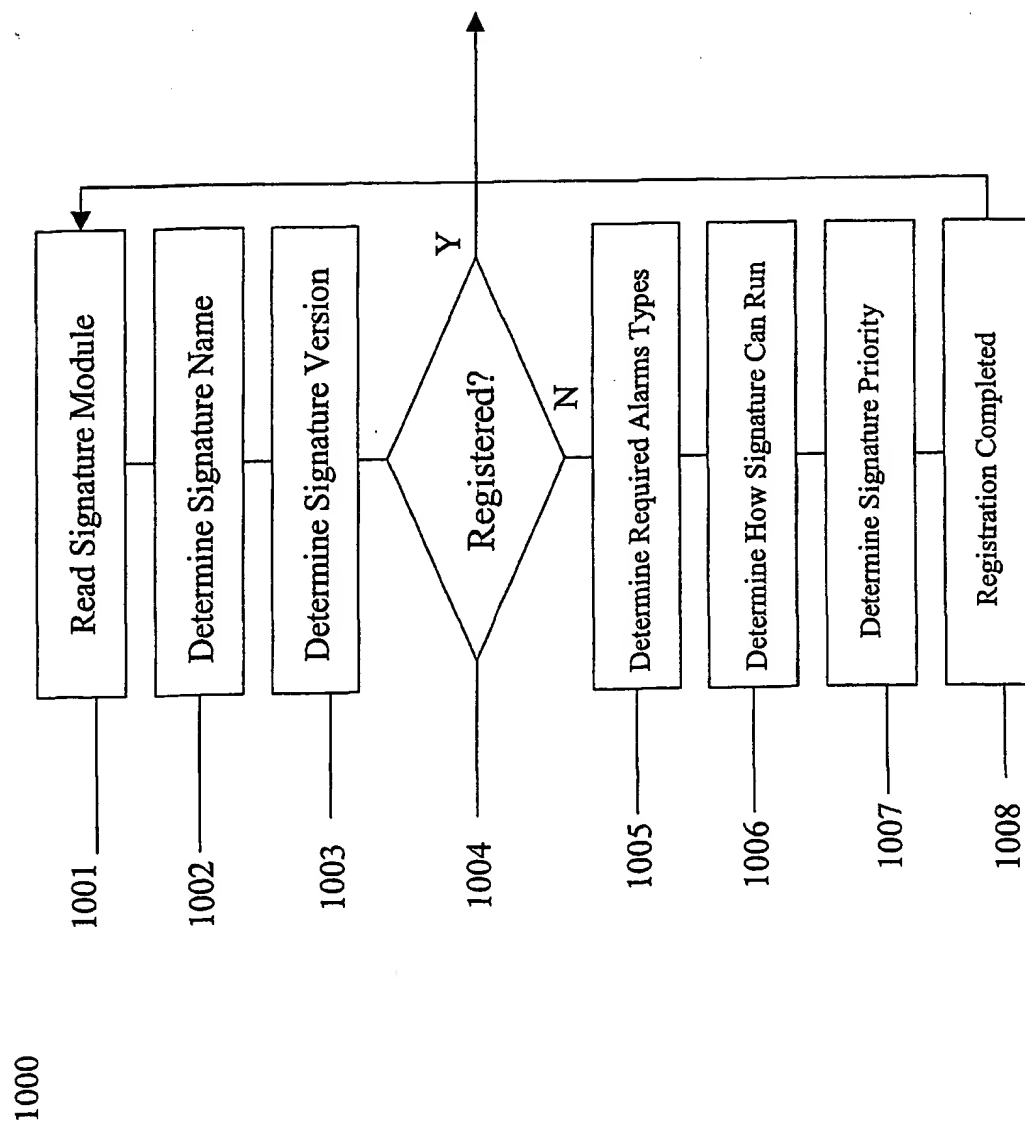 1000
1001
Read Signature Module
1002
Determine Signature Name
1003
Determine Signature Version
1004
Registered?
Y
N
1005
Determine Required Alarms Types
1006
Determine How Signature Can Run
1007
Determine Signature Priority
1008
Registration Completed